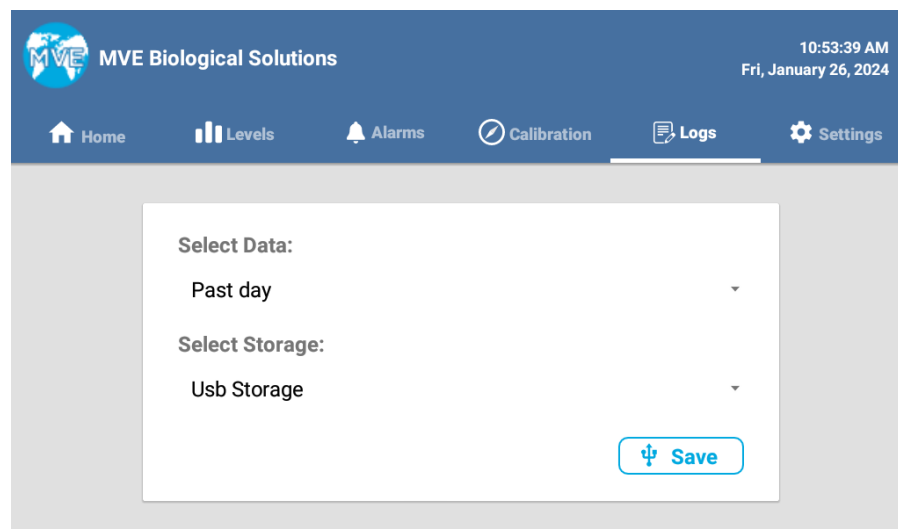 MVE MVE Biological Solutions
10:53:39 AM
Fri, January 26, 2024
Home Levels Alarms Calibration Logs Settings
Select Data:
Past day
Select Storage:
Usb Storage
Save